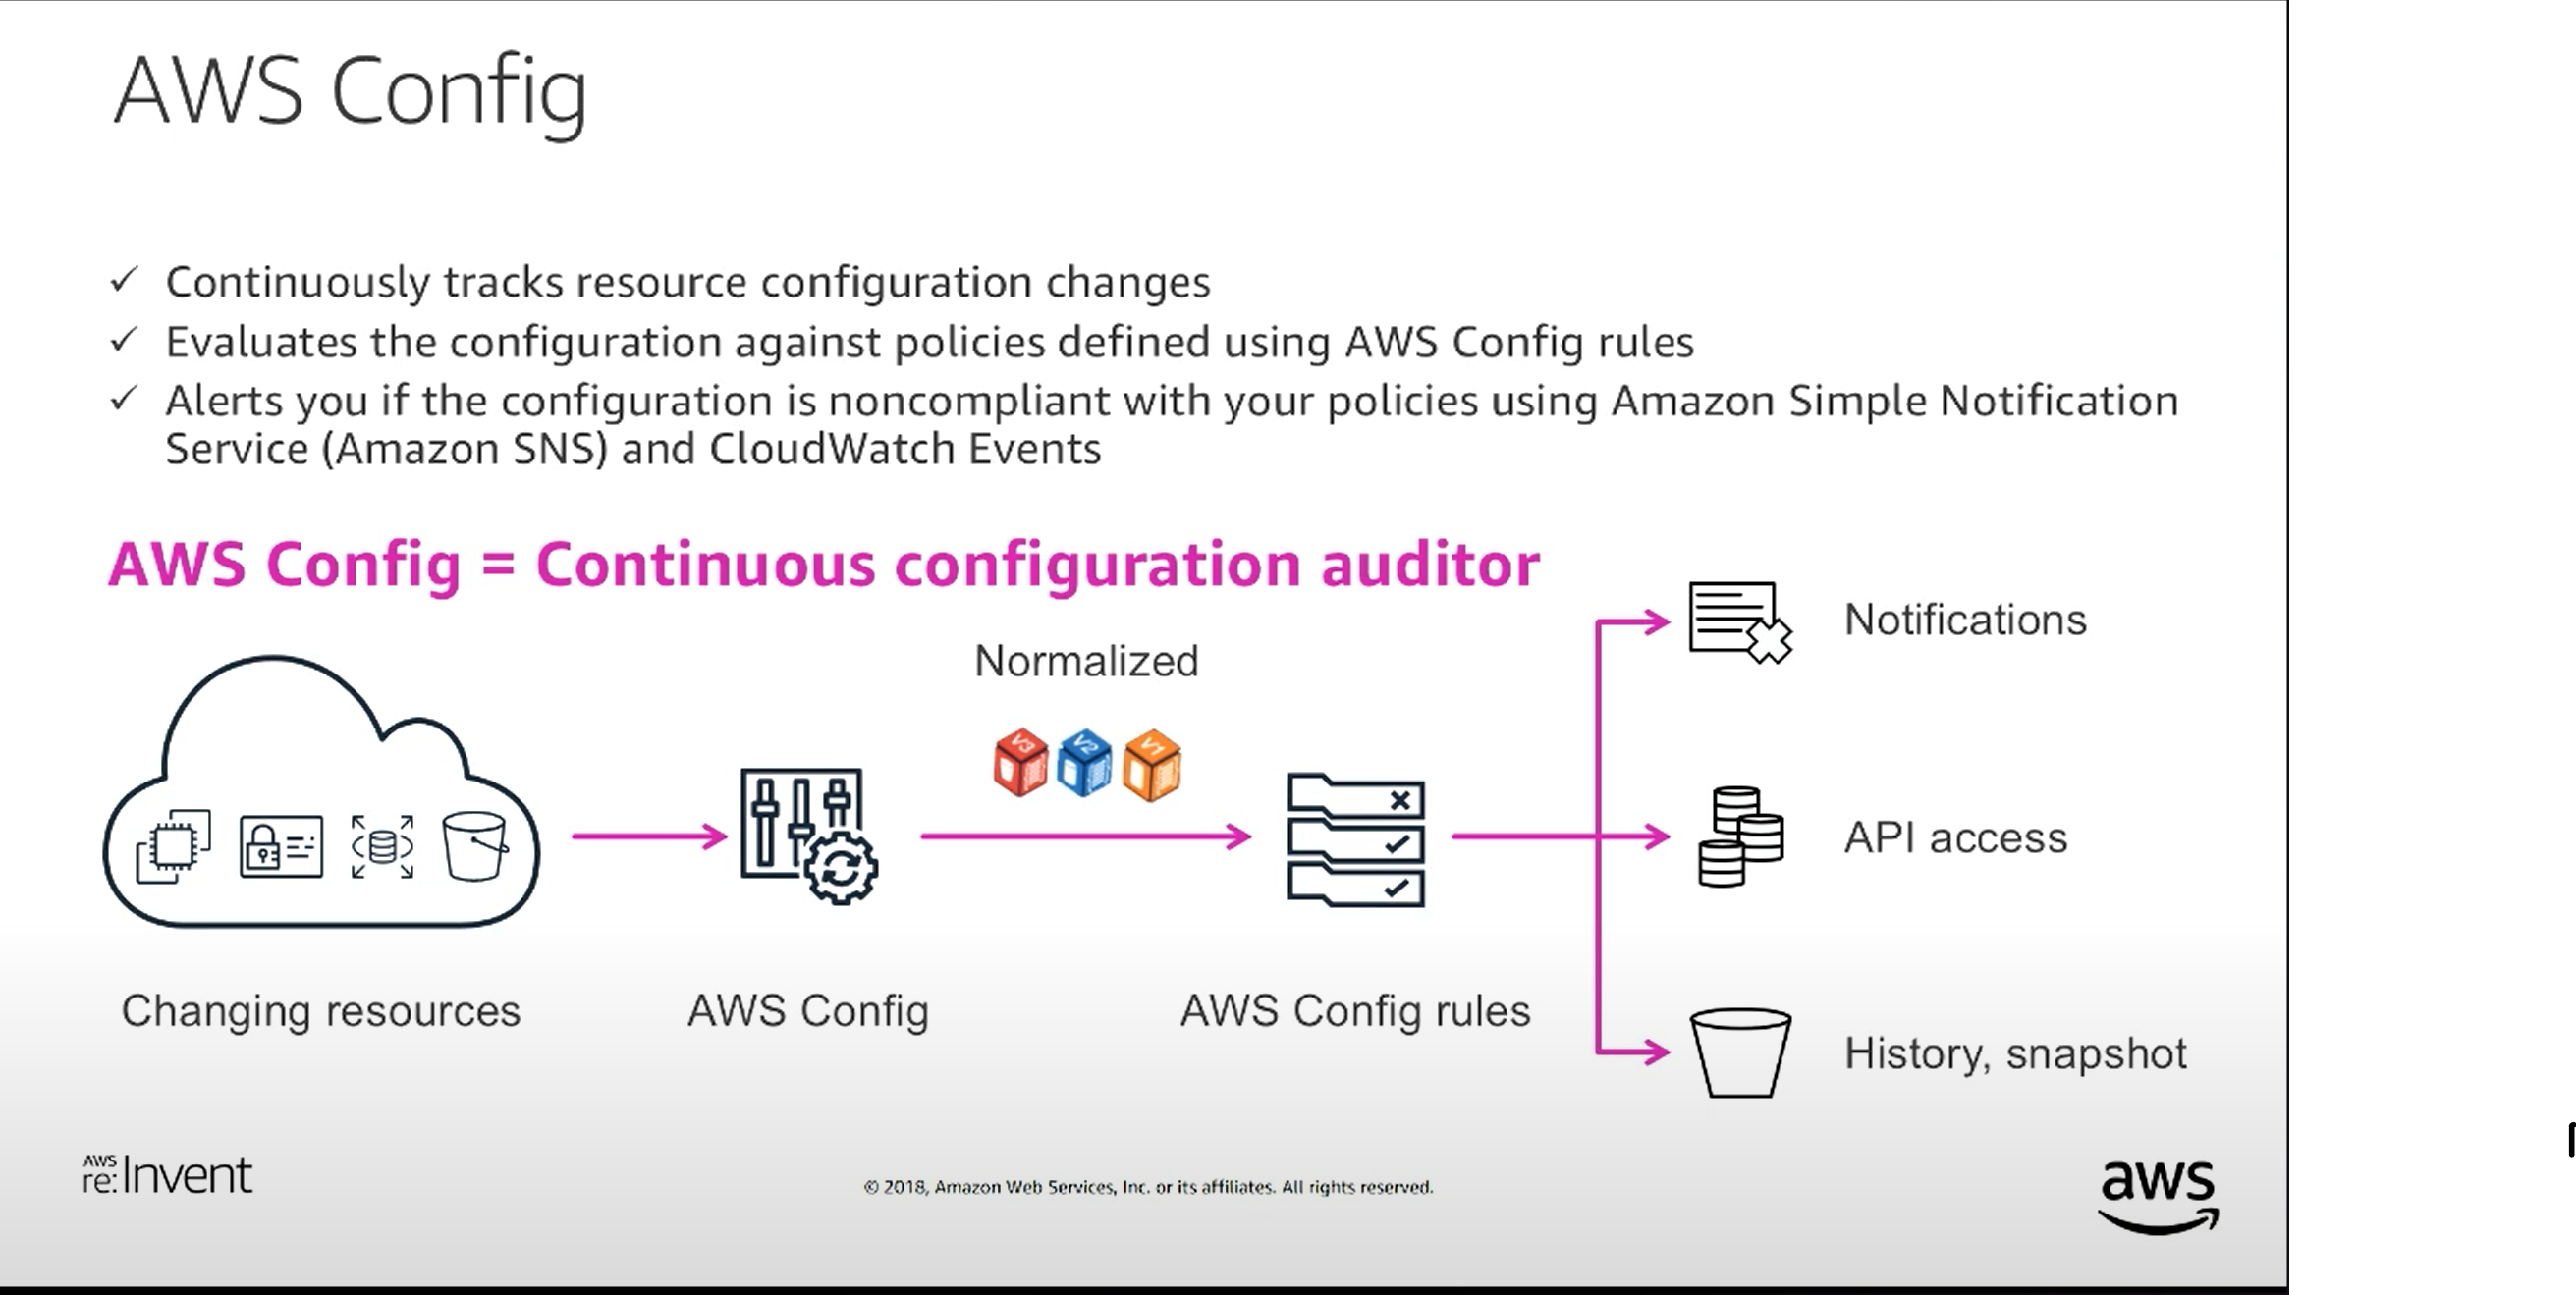 AWS Config
✓ Continuously tracks resource configuration changes
✓ Evaluates the configuration against policies defined using AWS Config rules
✓ Alerts you if the configuration is noncompliant with your policies using Amazon Simple Notification
Service (Amazon SNS) and CloudWatch Events
AWS Config = Continuous configuration auditor
Notifications
Normalized
V3 V2 V1
API access
Changing resources
AWS Config
AWS Config rules
History, snapshot
AWS re:Invent
© 2018, Amazon Web Services, Inc. or its affiliates. All rights reserved.
aws